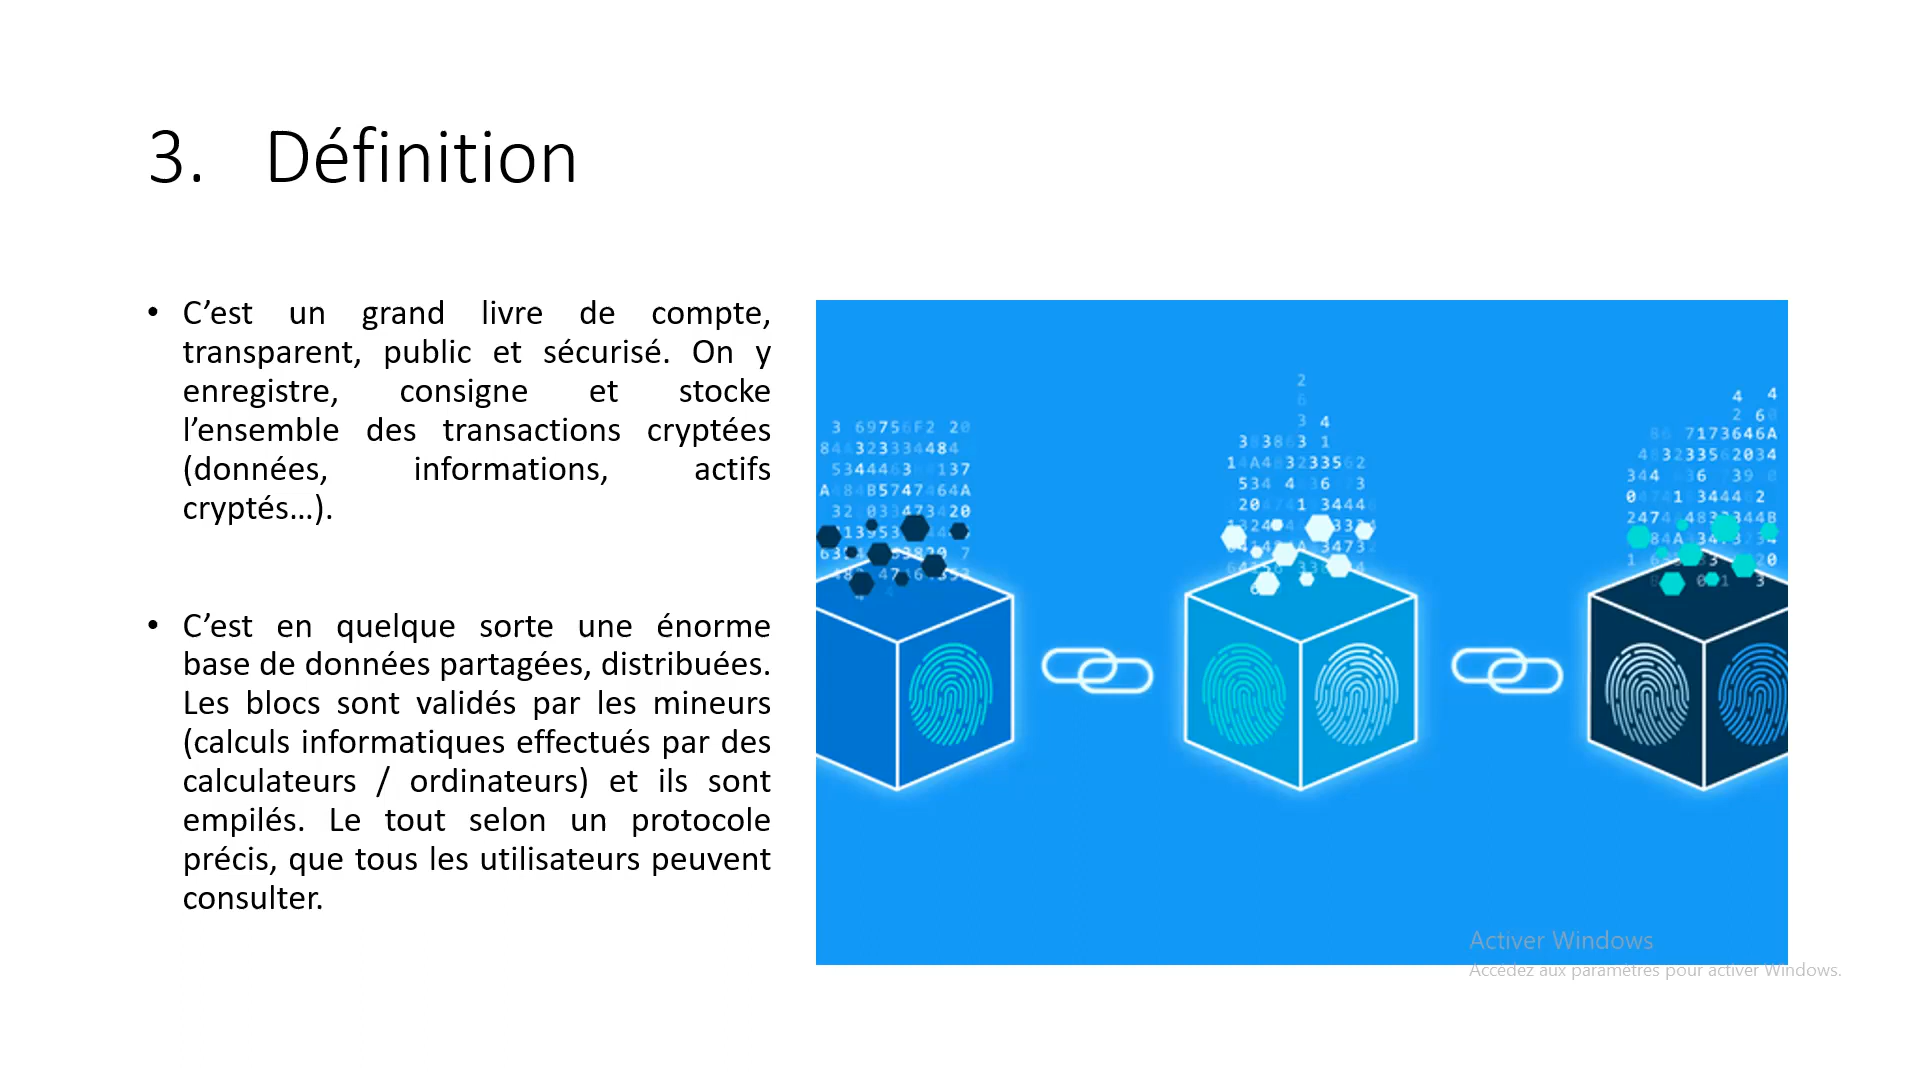 3. Définition
• C’est un grand livre de compte,
transparent, public et sécurisé. On y
enregistre, consigne et stocke
l’ensemble des transactions cryptées
(données, informations, actifs
cryptés…).
• C’est en quelque sorte une énorme
base de données partagées, distribuées.
Les blocs sont validés par les mineurs
(calculs informatiques effectués par des
calculateurs / ordinateurs) et ils sont
empilés. Le tout selon un protocole
précis, que tous les utilisateurs peuvent
consulter.
Activer Windows
Accédez aux paramètres pour activer Windows.